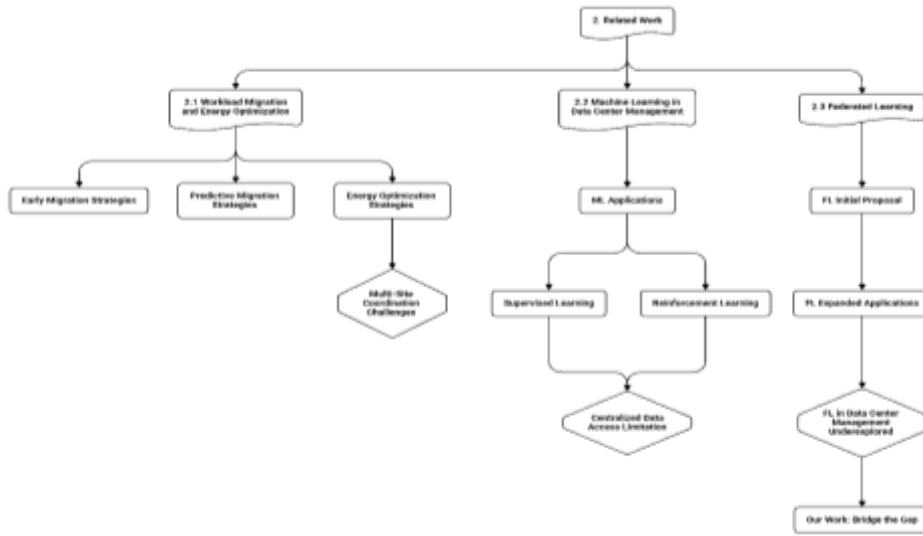 2. Related Work
2.1 Workload Migration
and Energy Optimization
2.2 Machine Learning in
Data Center Management
2.3 Federated Learning
Early Migration Strategies
Predictive Migration
Strategies
Energy Optimization
Strategies
ML Applications
FL Initial Proposal
Multi-Site
Coordination
Challenges
Supervised Learning
Reinforcement Learning
FL Expanded Applications
Centralized Data
Access Limitation
FL in Data Center
Management
Underexplored
Our Work: Bridge the Gap